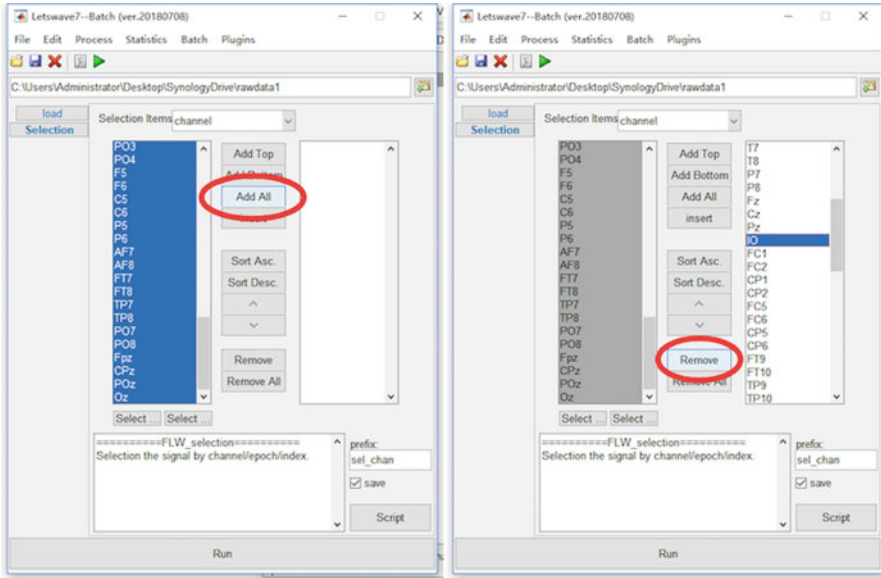 Letswave7--Batch (ver.20180708)
File Edit Process Statistics Batch Plugins
C:\Users\Administrator\Desktop\SynologyDrive\rawdata1
load
Selection
Selection Items channel
PO3
PO4
F5
F6
C5
C6
P5
P6
AF7
AF8
FT7
FT8
TP7
TP8
PO7
PO8
Fpz
CPz
POz
Oz
Add Top
Add Bottom
Add All
insert
Sort Asc.
Sort Desc.
Remove
Remove All
Select ... Select ...
==========FLW_selection==========
Selection the signal by channel/epoch/index.
prefix:
sel_chan
save
Script
Run
Letswave7--Batch (ver.20180708)
File Edit Process Statistics Batch Plugins
C:\Users\Administrator\Desktop\SynologyDrive\rawdata1
load
Selection
Selection Items channel
PO3
PO4
F5
F6
C5
C6
P5
P6
AF7
AF8
FT7
FT8
TP7
TP8
PO7
PO8
Fpz
CPz
POz
Oz
Add Top
Add Bottom
Add All
insert
Sort Asc.
Sort Desc.
Remove
Remove All
T7
T8
P7
P8
Fz
Cz
Pz
IO
FC1
FC2
CP1
CP2
FC5
FC6
CP5
CP6
FT9
FT10
TP9
TP10
Select ... Select ...
==========FLW_selection==========
Selection the signal by channel/epoch/index.
prefix:
sel_chan
save
Script
Run